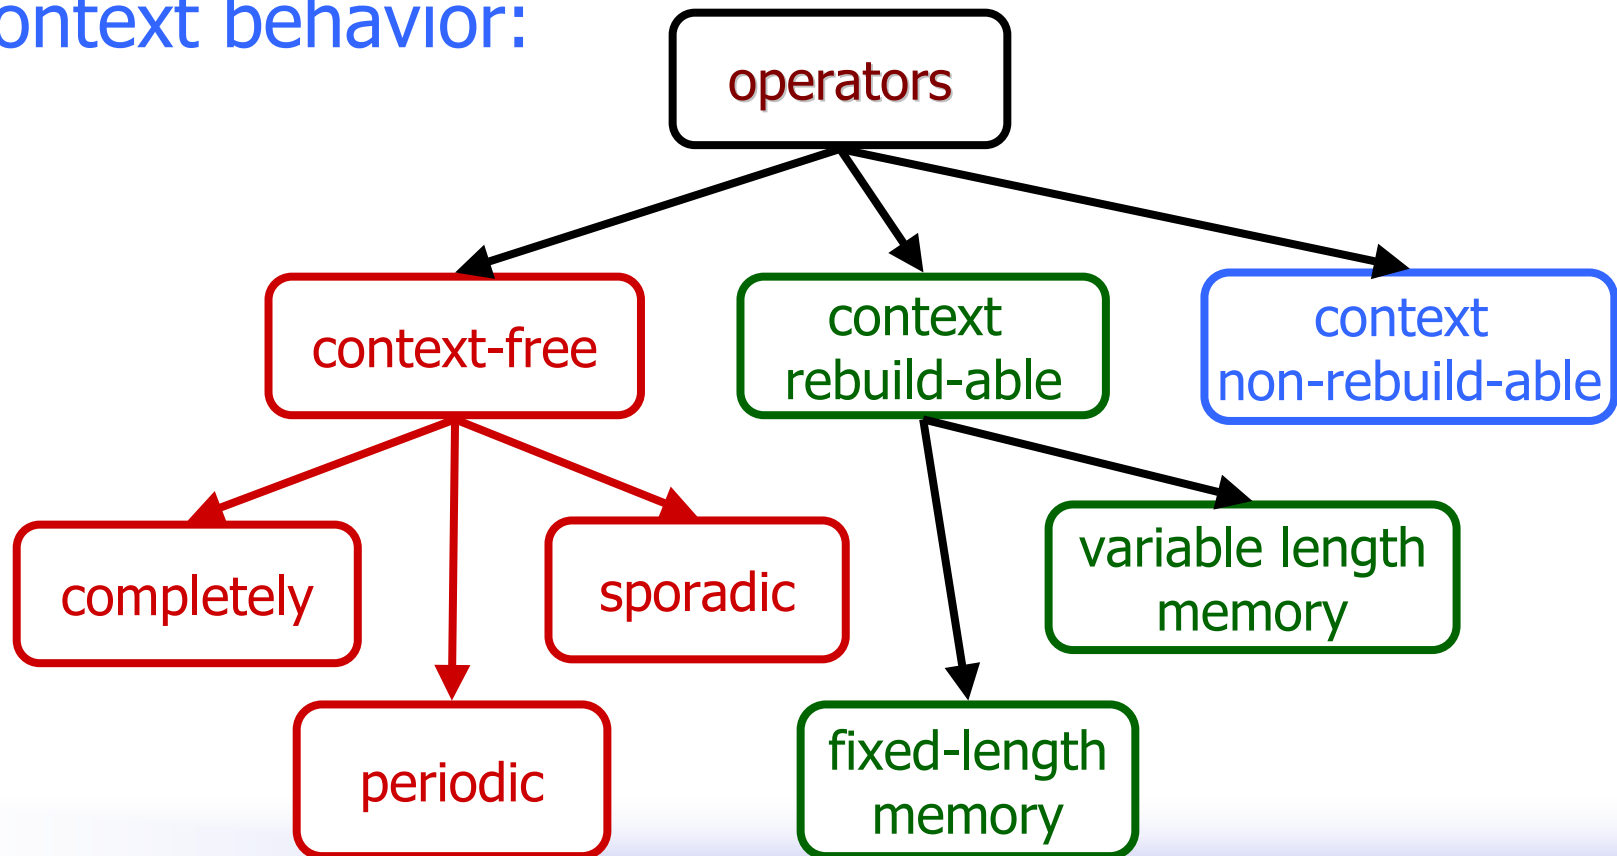 ontext behavior:
operators
context-free
context
rebuild-able
context
non-rebuild-able
completely
periodic
sporadic
fixed-length
memory
variable length
memory